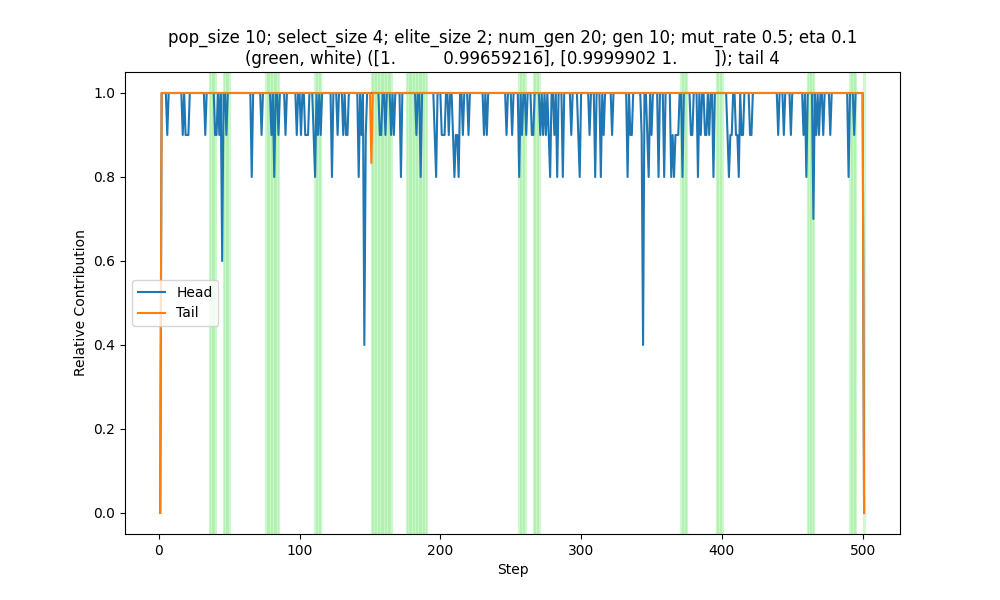 pop_size 10; select_size 4; elite_size 2; num_gen 20; gen 10; mut_rate 0.5; eta 0.1
(green, white) ([1.          0.99659216], [0.9999902 1.        ]); tail 4
1.0
0.8
0.6
0.4
0.2
0.0
Relative Contribution
Head
Tail
0
100
200
300
400
500
Step